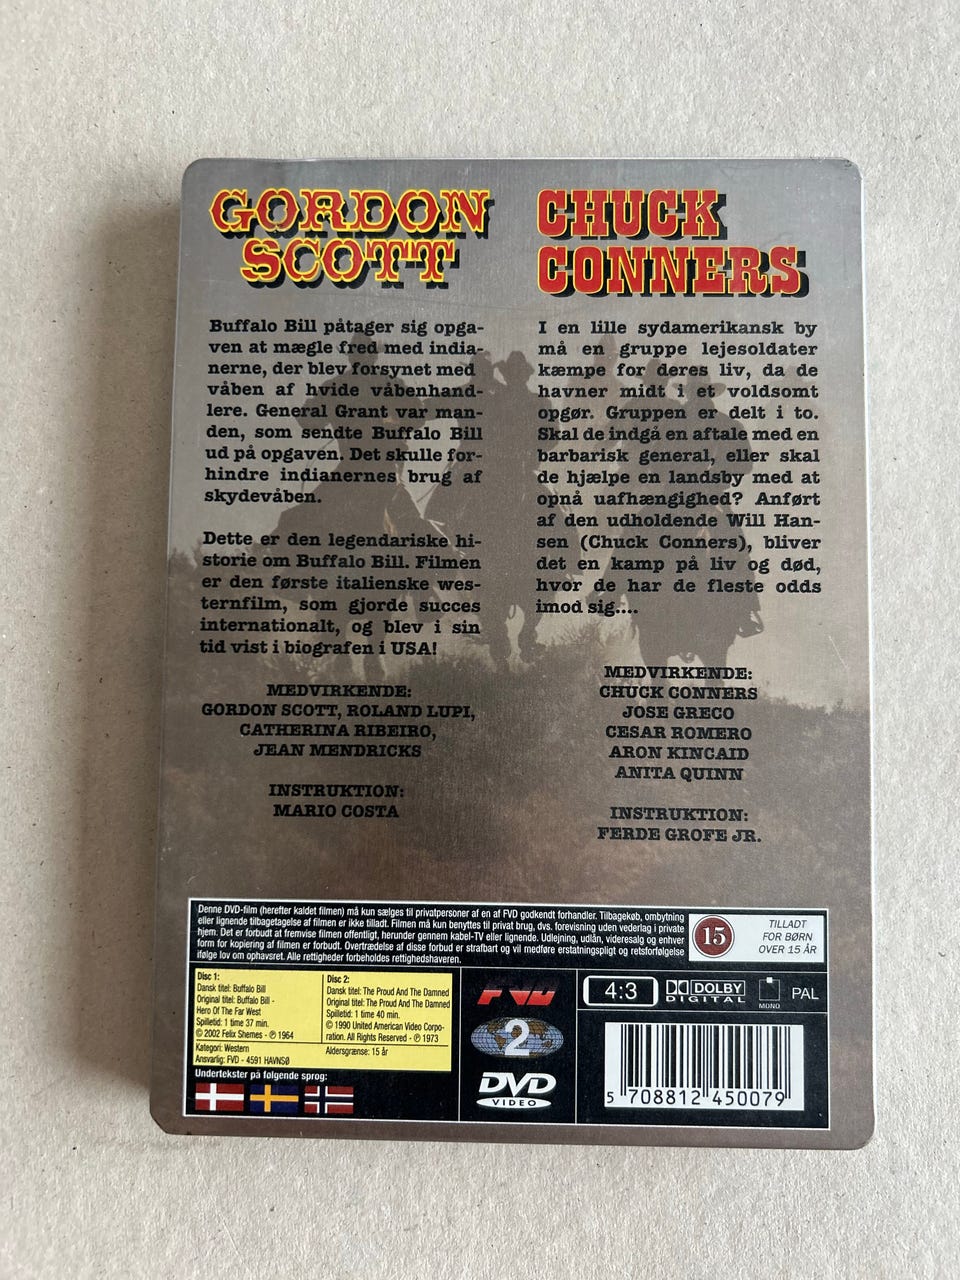 GORDON
SCOTT
Buffalo Bill påtager sig opga-
ven at mægle fred med india-
nerne, der blev forsynet med
våben af hvide våbenhand-
lere. General Grant var man-
den, som sendte Buffalo Bill
ud på opgaven. Det skulle for-
hindre indianernes brug af
skydevåben.
Dette er den legendariske hi-
storie om Buffalo Bill. Filmen
er den første italienske wes-
ternfilm, som gjorde succes
internationalt, og blev i sin
tid vist i biografen i USA!
MEDVIRKENDE:
GORDON SCOTT, ROLAND LUPI,
CATHERINA RIBEIRO,
JEAN MENDRICKS
INSTRUKTION:
MARIO COSTA
CHUCK
CONNERS
I en lille sydamerikansk by
må en gruppe lejesoldater
kæmpe for deres liv, da de
havner midt i et voldsomt
opgør. Gruppen er delt i to.
Skal de indgå en aftale med en
barbarisk general, eller skal
de hjælpe en landsby med at
opnå uafhængighed? Anført
af den udholdende Will Han-
sen (Chuck Conners), bliver
det en kamp på liv og død,
hvor de har de fleste odds
imod sig....
MEDVIRKENDE:
CHUCK CONNERS
JOSE GRECO
CESAR ROMERO
ARON KINCAID
ANITA QUINN
INSTRUKTION:
FERDE GROFE JR.
Denne DVD-film (herefter kaldet filmen) må kun sælges til privatpersoner af en af FVD godkendt forhandler. Tilbagekøb, ombytning
eller lignende tilbagetagelse af filmen er ikke tilladt. Filmen må kun benyttes til privat brug, dvs. forevisning uden vederlag i private
hjem. Det er forbudt at fremvise filmen offentligt, herunder gennem kabel-TV eller lignende. Udlejning, udlån, videresalg og enhver
form for kopiering af filmen er forbudt. Overtrædelse af disse forbud er strafbart og vil medføre erstatningspligt og retsforfølgelse
ifølge lov om ophavsret. Alle rettigheder forbeholdes rettighedshaveren.
15
TILLADT
FOR BØRN
OVER 15 ÅR
Disc 1:
Dansk titel: Buffalo Bill
Original titel: Buffalo Bill -
Hero Of The Far West
Spilletid: 1 time 37 min.
© 2002 Felix Shemes - ℗ 1964
Kategori: Western
Ansvarlig: FVD - 4591 HAVNSØ
Disc 2:
Dansk titel: The Proud And The Damned
Original titel: The Proud And The Damned
Spilletid: 1 time 40 min.
© 1990 United American Video Corpo-
ration. All Rights Reserved - ℗ 1973
Aldersgrænse: 15 år
Undertekster på følgende sprog:
FVD
2
DVD
VIDEO
4:3
DOLBY
DIGITAL
MONO
PAL
5 708812 450079